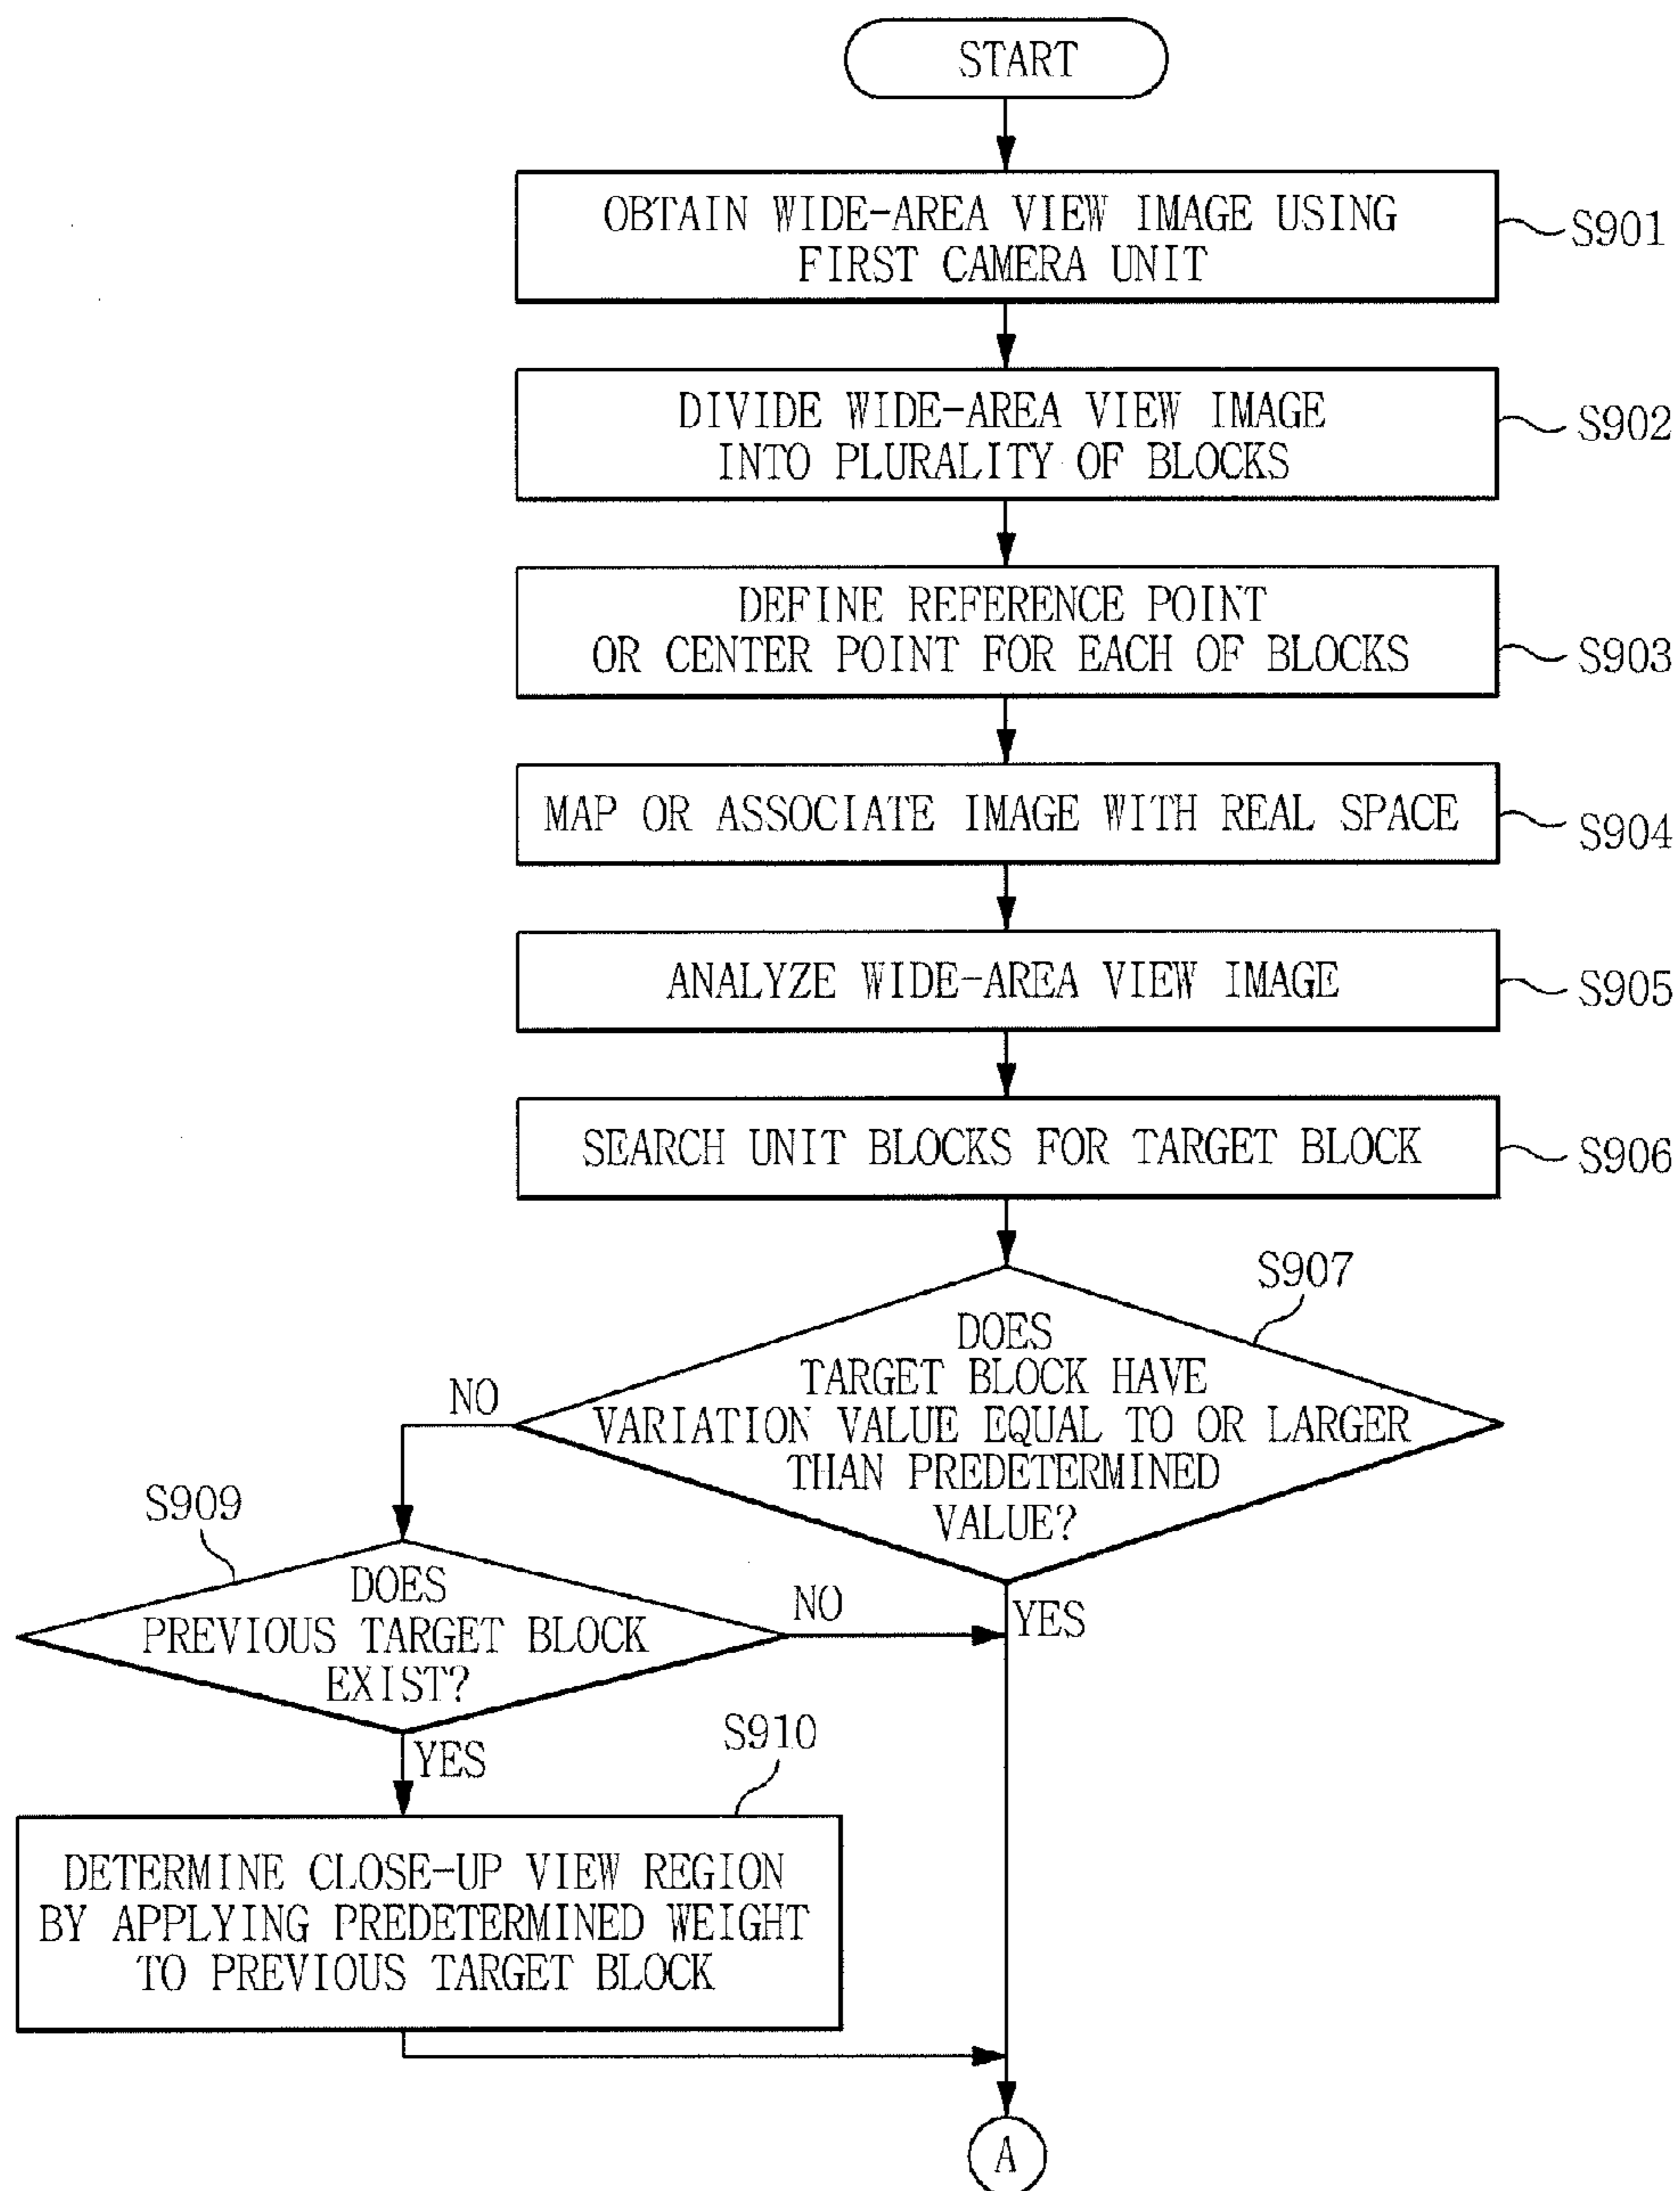 START
OBTAIN WIDE-AREA VIEW IMAGE USING
FIRST CAMERA UNIT
S901
DIVIDE WIDE-AREA VIEW IMAGE
INTO PLURALITY OF BLOCKS
S902
DEFINE REFERENCE POINT
OR CENTER POINT FOR EACH OF BLOCKS
S903
MAP OR ASSOCIATE IMAGE WITH REAL SPACE
S904
ANALYZE WIDE-AREA VIEW IMAGE
S905
SEARCH UNIT BLOCKS FOR TARGET BLOCK
S906
S907
DOES
TARGET BLOCK HAVE
VARIATION VALUE EQUAL TO OR LARGER
THAN PREDETERMINED
VALUE?
NO
YES
S909
DOES
PREVIOUS TARGET BLOCK
EXIST?
NO
YES
S910
DETERMINE CLOSE-UP VIEW REGION
BY APPLYING PREDETERMINED WEIGHT
TO PREVIOUS TARGET BLOCK
A